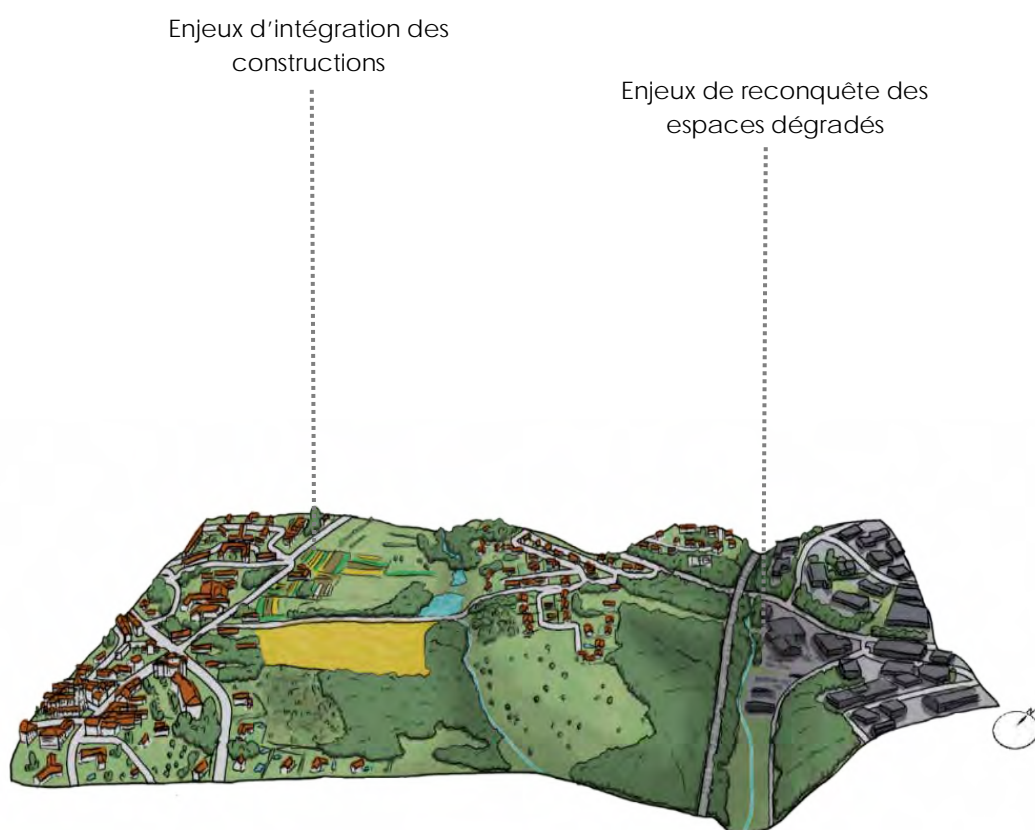 Enjeux d'intégration des
constructions
Enjeux de reconquête des
espaces dégradés